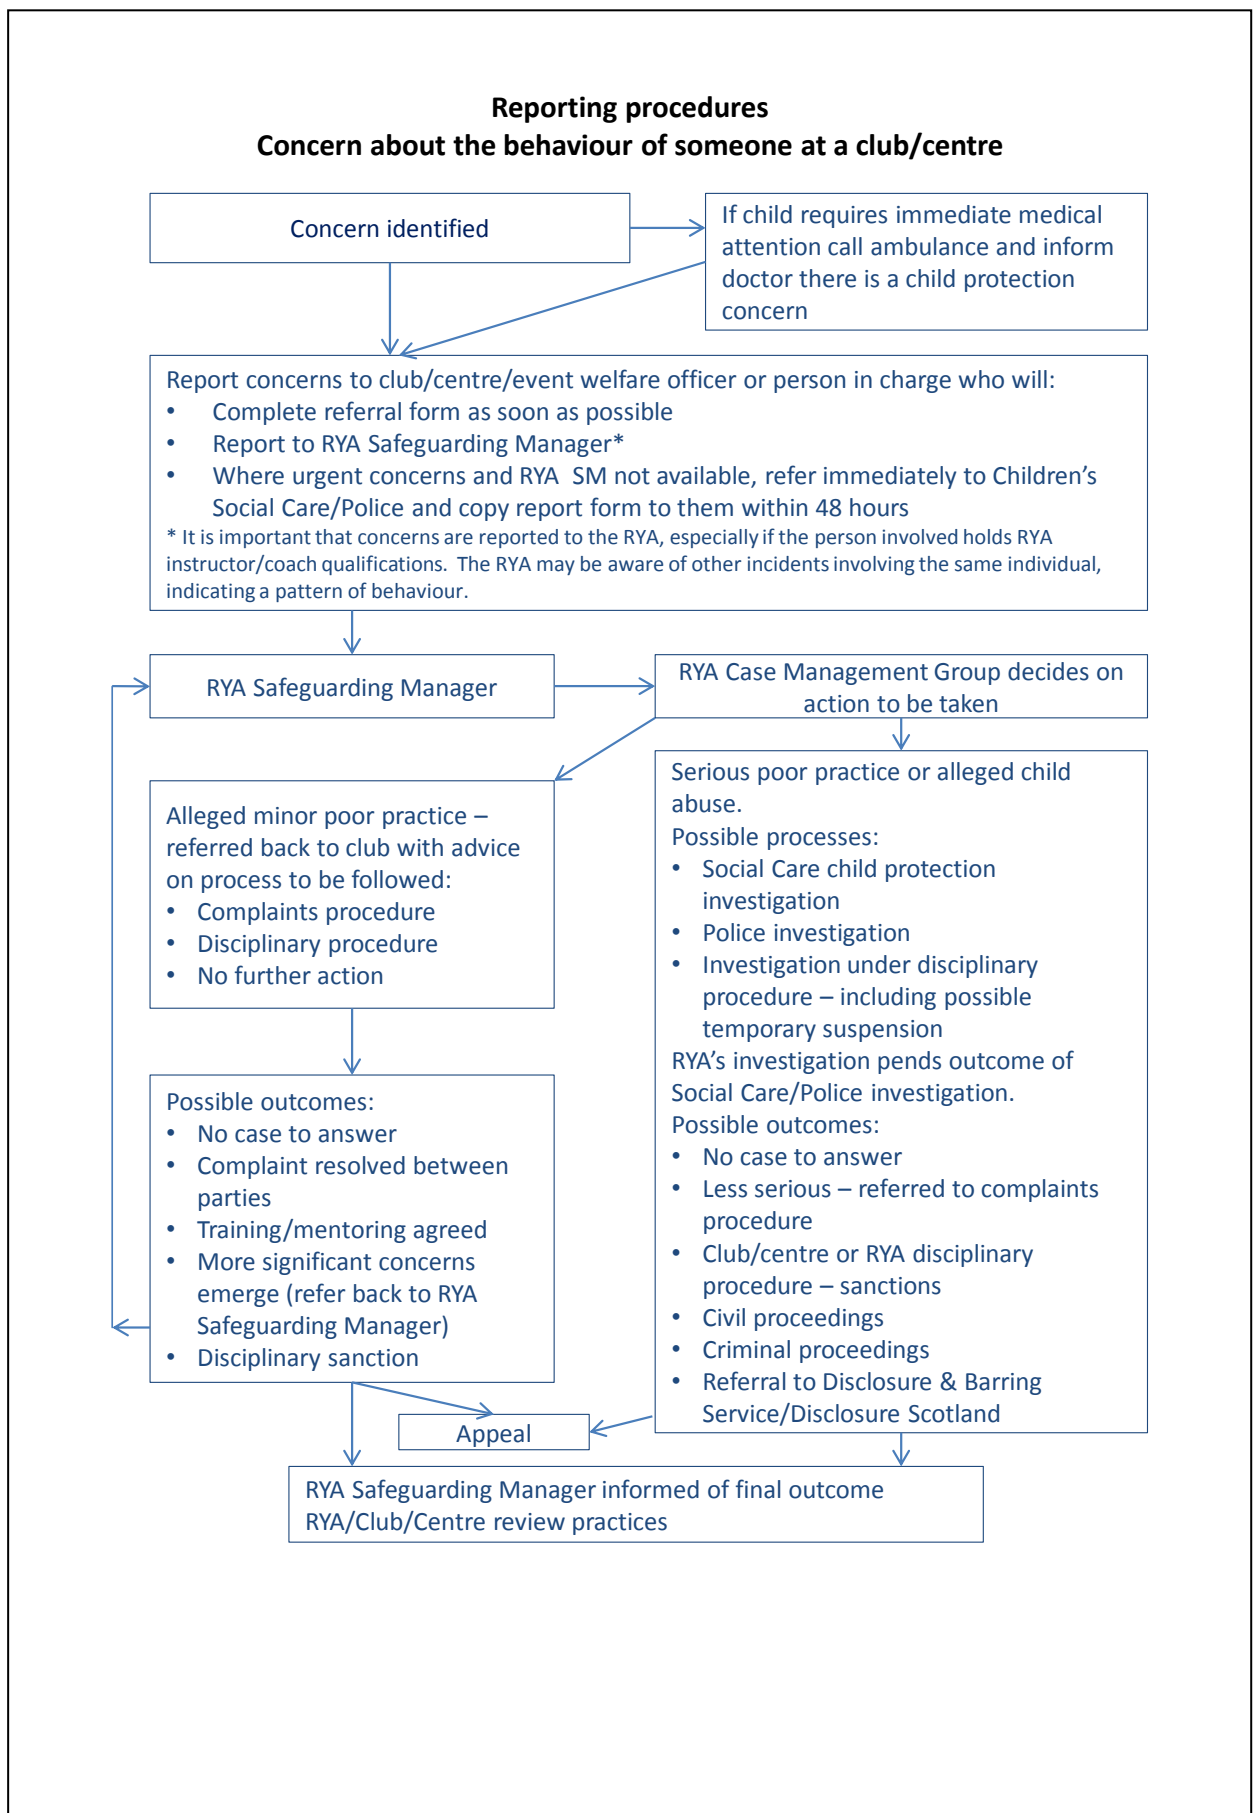 Reporting procedures
Concern about the behaviour of someone at a club/centre
Concern identified
If child requires immediate medical
attention call ambulance and inform
doctor there is a child protection
concern
Report concerns to club/centre/event welfare officer or person in charge who will:
• Complete referral form as soon as possible
• Report to RYA Safeguarding Manager*
• Where urgent concerns and RYA  SM not available, refer immediately to Children’s
Social Care/Police and copy report form to them within 48 hours
* It is important that concerns are reported to the RYA, especially if the person involved holds RYA
instructor/coach qualifications.  The RYA may be aware of other incidents involving the same individual,
indicating a pattern of behaviour.
RYA Safeguarding Manager
RYA Case Management Group decides on
action to be taken
Alleged minor poor practice –
referred back to club with advice
on process to be followed:
• Complaints procedure
• Disciplinary procedure
• No further action
Serious poor practice or alleged child
abuse.
Possible processes:
• Social Care child protection
investigation
• Police investigation
• Investigation under disciplinary
procedure – including possible
temporary suspension
RYA’s investigation pends outcome of
Social Care/Police investigation.
Possible outcomes:
• No case to answer
• Less serious – referred to complaints
procedure
• Club/centre or RYA disciplinary
procedure – sanctions
• Civil proceedings
• Criminal proceedings
• Referral to Disclosure & Barring
Service/Disclosure Scotland
Possible outcomes:
• No case to answer
• Complaint resolved between
parties
• Training/mentoring agreed
• More significant concerns
emerge (refer back to RYA
Safeguarding Manager)
• Disciplinary sanction
Appeal
RYA Safeguarding Manager informed of final outcome
RYA/Club/Centre review practices